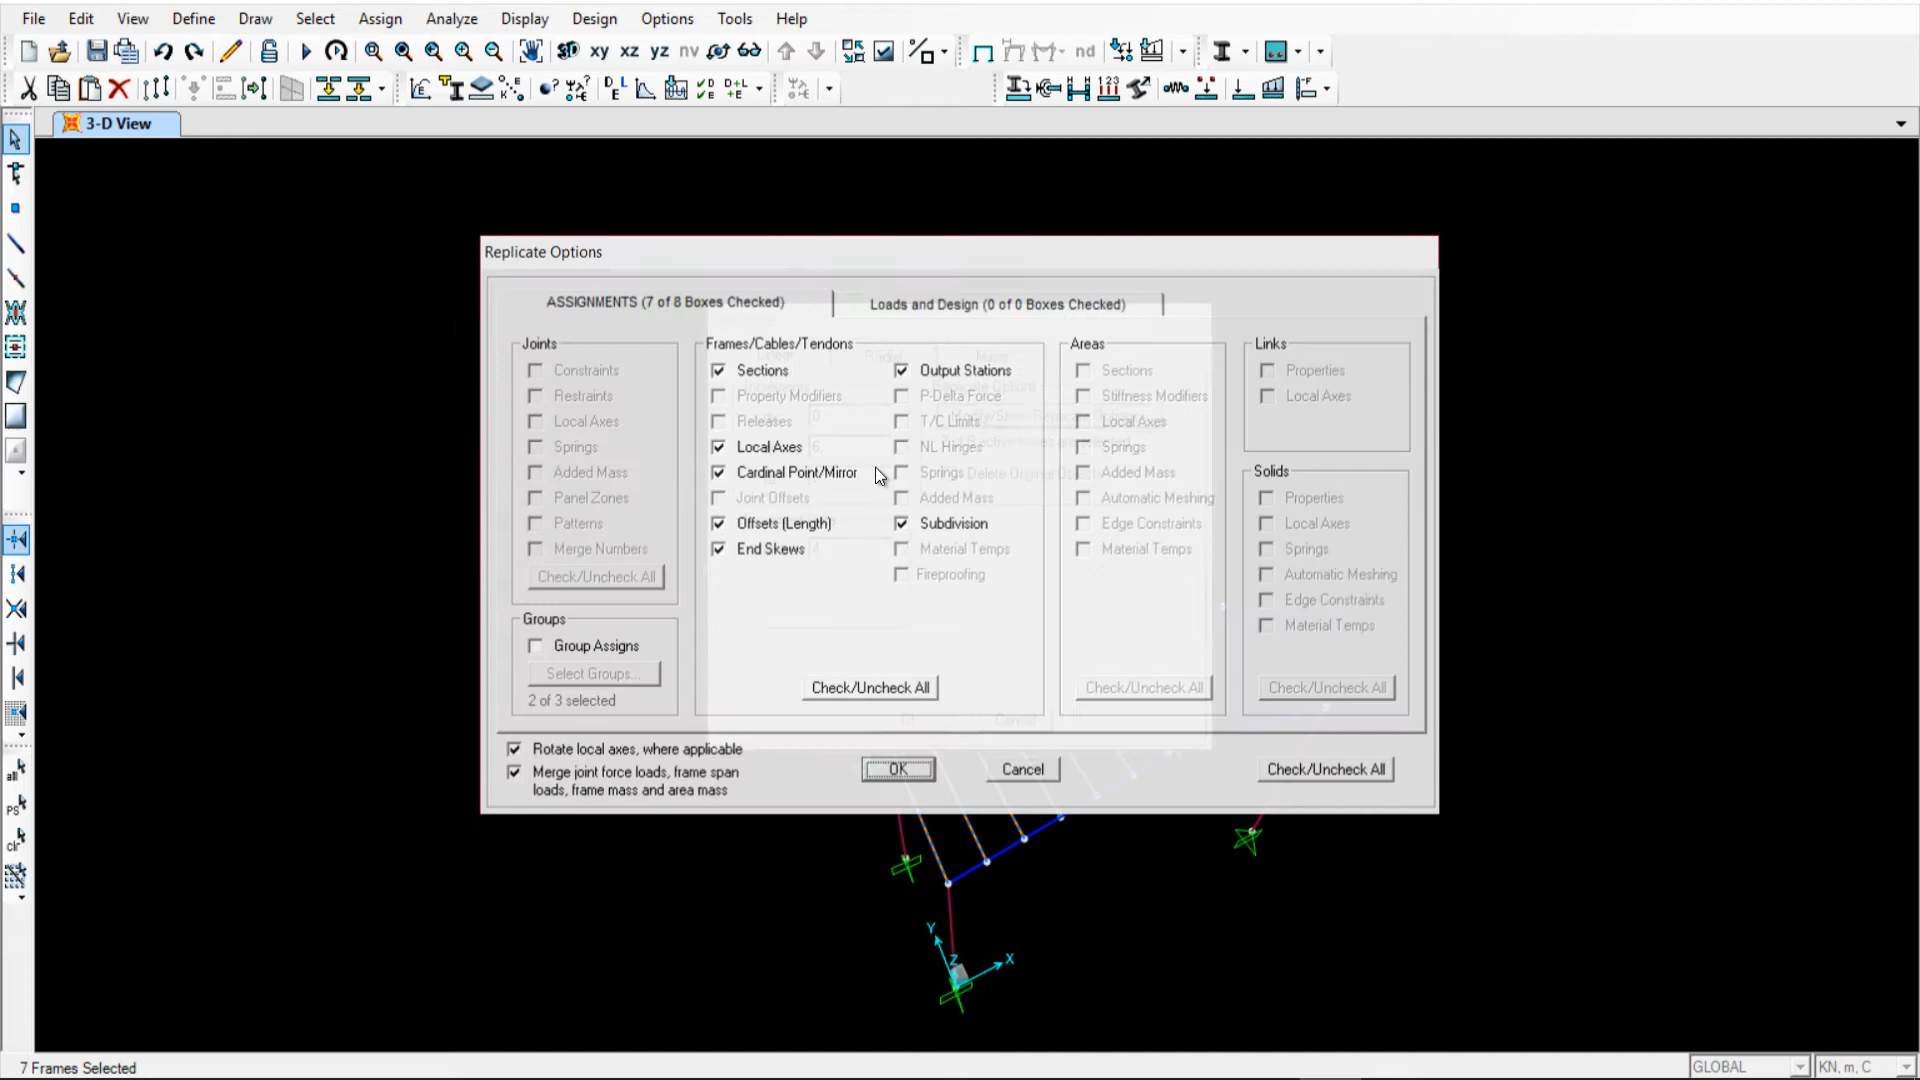 File Edit View Define Draw Select Assign Analyze Display Design Options Tools Help
3D xy xz yz nv nd
3-D View
Replicate Options
ASSIGNMENTS (7 of 8 Boxes Checked) Loads and Design (0 of 0 Boxes Checked)
Joints
Constraints
Restraints
Local Axes
Springs
Added Mass
Panel Zones
Patterns
Merge Numbers
Check/Uncheck All
Groups
Group Assigns
Select Groups...
2 of 3 selected
Frames/Cables/Tendons
Sections
Property Modifiers
Releases
Local Axes
Cardinal Point/Mirror
Joint Offsets
Offsets (Length)
End Skews
Output Stations
P-Delta Force
T/C Limits
NL Hinges
Springs
Added Mass
Subdivision
Material Temps
Fireproofing
Check/Uncheck All
Areas
Sections
Stiffness Modifiers
Local Axes
Springs
Added Mass
Automatic Meshing
Edge Constraints
Material Temps
Check/Uncheck All
Links
Properties
Local Axes
Solids
Properties
Local Axes
Springs
Automatic Meshing
Edge Constraints
Material Temps
Check/Uncheck All
Rotate local axes, where applicable
Merge joint force loads, frame span
loads, frame mass and area mass
OK Cancel Check/Uncheck All
all
PS
clr
Y
Z
X
7 Frames Selected
GLOBAL KN, m, C